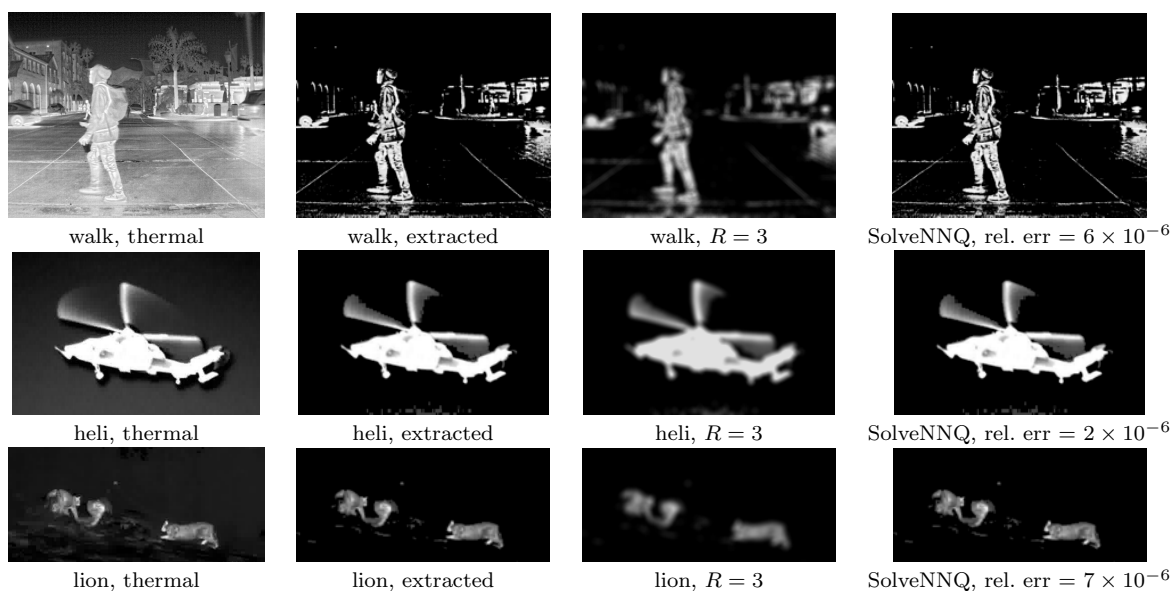 walk, thermal walk, extracted walk, R = 3 SolveNNQ, rel. err = 6 × 10⁻⁶
heli, thermal heli, extracted heli, R = 3 SolveNNQ, rel. err = 2 × 10⁻⁶
lion, thermal lion, extracted lion, R = 3 SolveNNQ, rel. err = 7 × 10⁻⁶